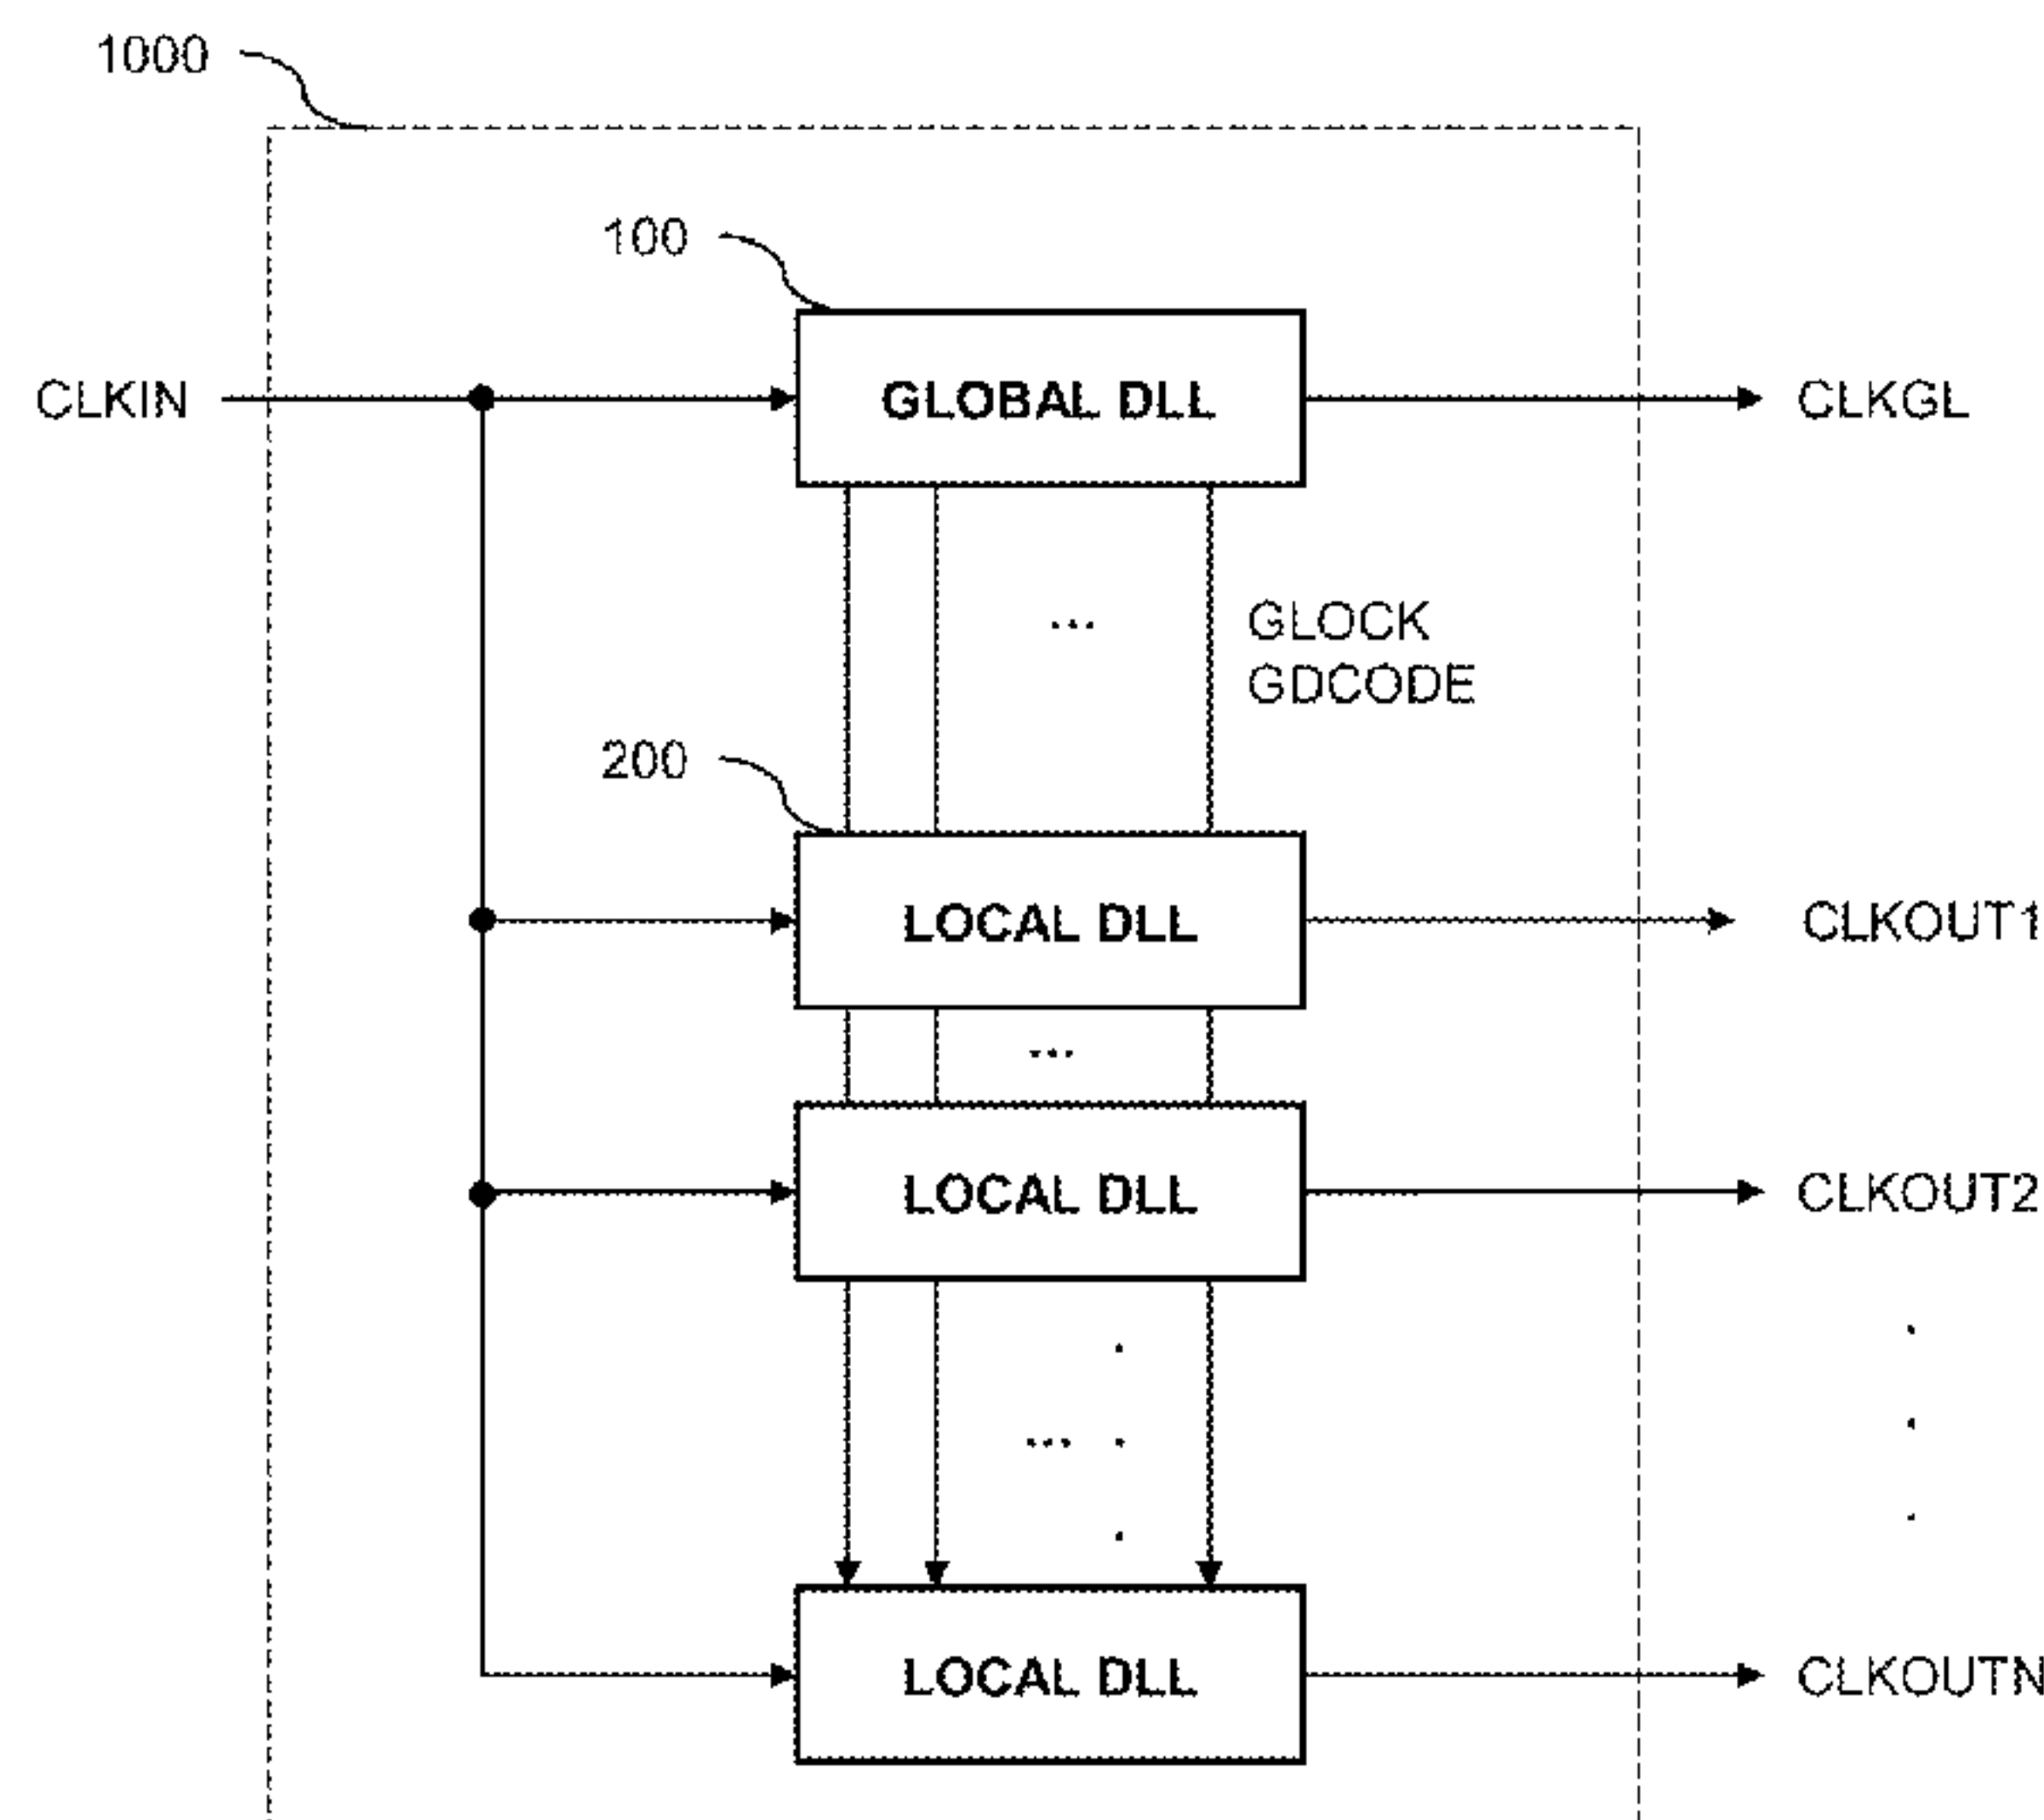 1000
100
CLKIN
GLOBAL DLL
CLKGL
...
GLOCK
GDCODE
200
LOCAL DLL
CLKOUT1
...
LOCAL DLL
CLKOUT2
...
LOCAL DLL
CLKOUTN